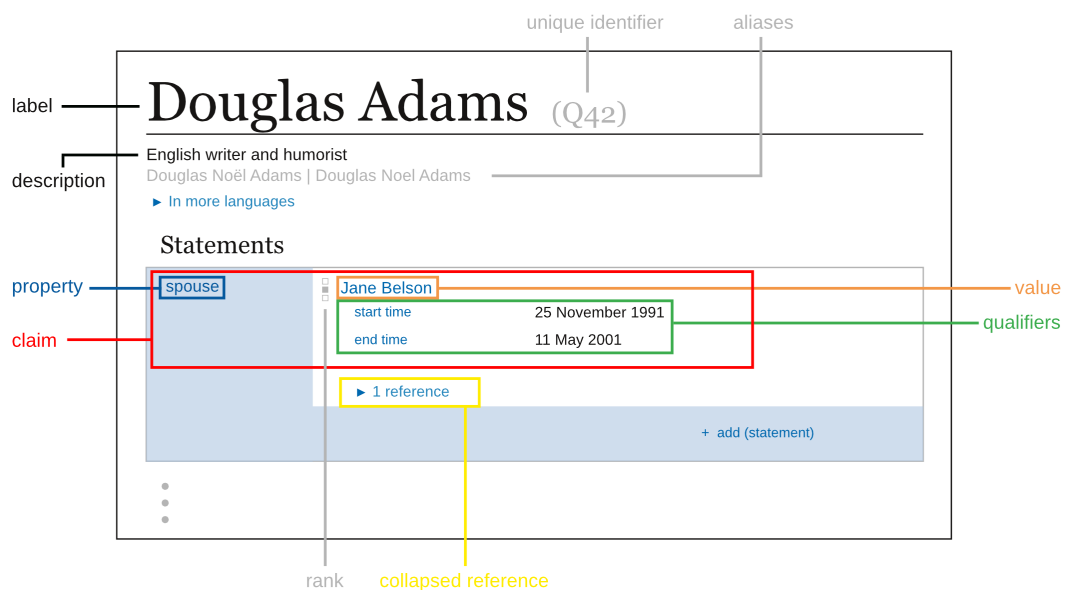 unique identifier aliases
label Douglas Adams (Q42)
English writer and humorist
description Douglas Noël Adams | Douglas Noel Adams
► In more languages
Statements
property spouse Jane Belson value
start time 25 November 1991 qualifiers
claim end time 11 May 2001
► 1 reference
+ add (statement)
rank collapsed reference